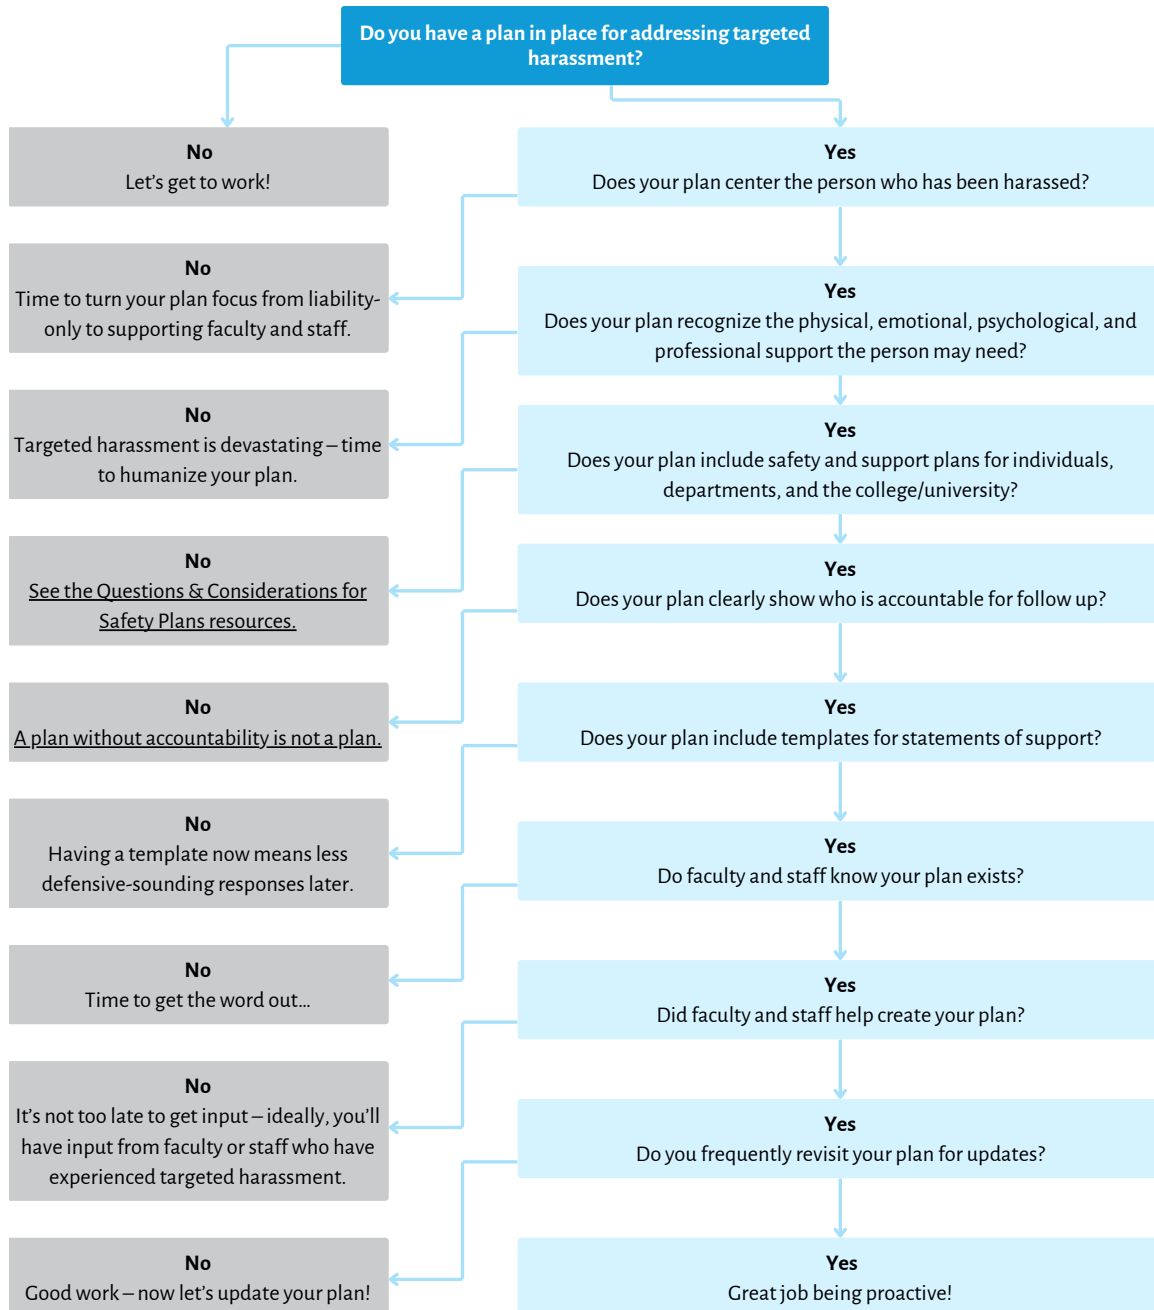 Do you have a plan in place for addressing targeted
harassment?
No
Let's get to work!
Yes
Does your plan center the person who has been harassed?
No
Time to turn your plan focus from liability-
only to supporting faculty and staff.
Yes
Does your plan recognize the physical, emotional, psychological, and
professional support the person may need?
No
Targeted harassment is devastating – time
to humanize your plan.
Yes
Does your plan include safety and support plans for individuals,
departments, and the college/university?
No
See the Questions & Considerations for
Safety Plans resources.
Yes
Does your plan clearly show who is accountable for follow up?
No
A plan without accountability is not a plan.
Yes
Does your plan include templates for statements of support?
No
Having a template now means less
defensive-sounding responses later.
Yes
Do faculty and staff know your plan exists?
No
Time to get the word out...
Yes
Did faculty and staff help create your plan?
No
It's not too late to get input – ideally, you'll
have input from faculty or staff who have
experienced targeted harassment.
Yes
Do you frequently revisit your plan for updates?
No
Good work – now let's update your plan!
Yes
Great job being proactive!